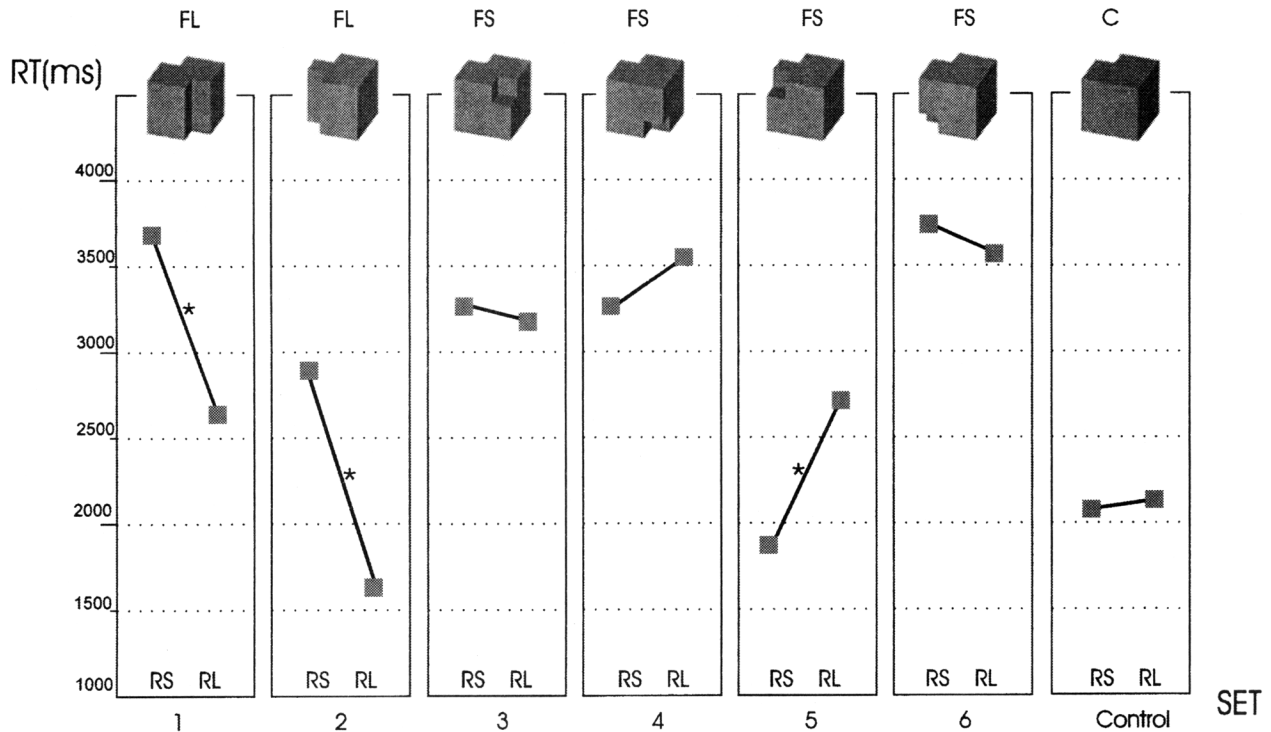 FL FL FS FS FS FS C
RT(ms)
4000
3500
*
3000
2500
*
*
2000
1500
1000
RS RL RS RL RS RL RS RL RS RL RS RL RS RL
1 2 3 4 5 6 Control
SET